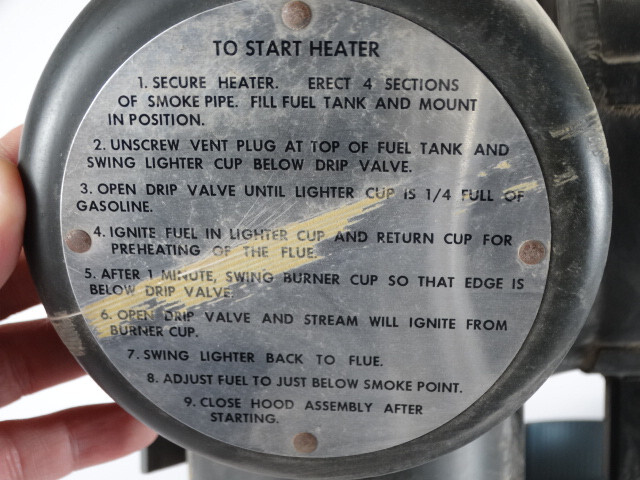 TO START HEATER
1. SECURE HEATER. ERECT 4 SECTIONS
OF SMOKE PIPE. FILL FUEL TANK AND MOUNT
IN POSITION.
2. UNSCREW VENT PLUG AT TOP OF FUEL TANK AND
SWING LIGHTER CUP BELOW DRIP VALVE.
3. OPEN DRIP VALVE UNTIL LIGHTER CUP IS 1/4 FULL OF
GASOLINE.
4. IGNITE FUEL IN LIGHTER CUP AND RETURN CUP FOR
PREHEATING OF THE FLUE.
5. AFTER 1 MINUTE, SWING BURNER CUP SO THAT EDGE IS
BELOW DRIP VALVE.
6. OPEN DRIP VALVE AND STREAM WILL IGNITE FROM
BURNER CUP.
7. SWING LIGHTER BACK TO FLUE.
8. ADJUST FUEL TO JUST BELOW SMOKE POINT.
9. CLOSE HOOD ASSEMBLY AFTER
STARTING.